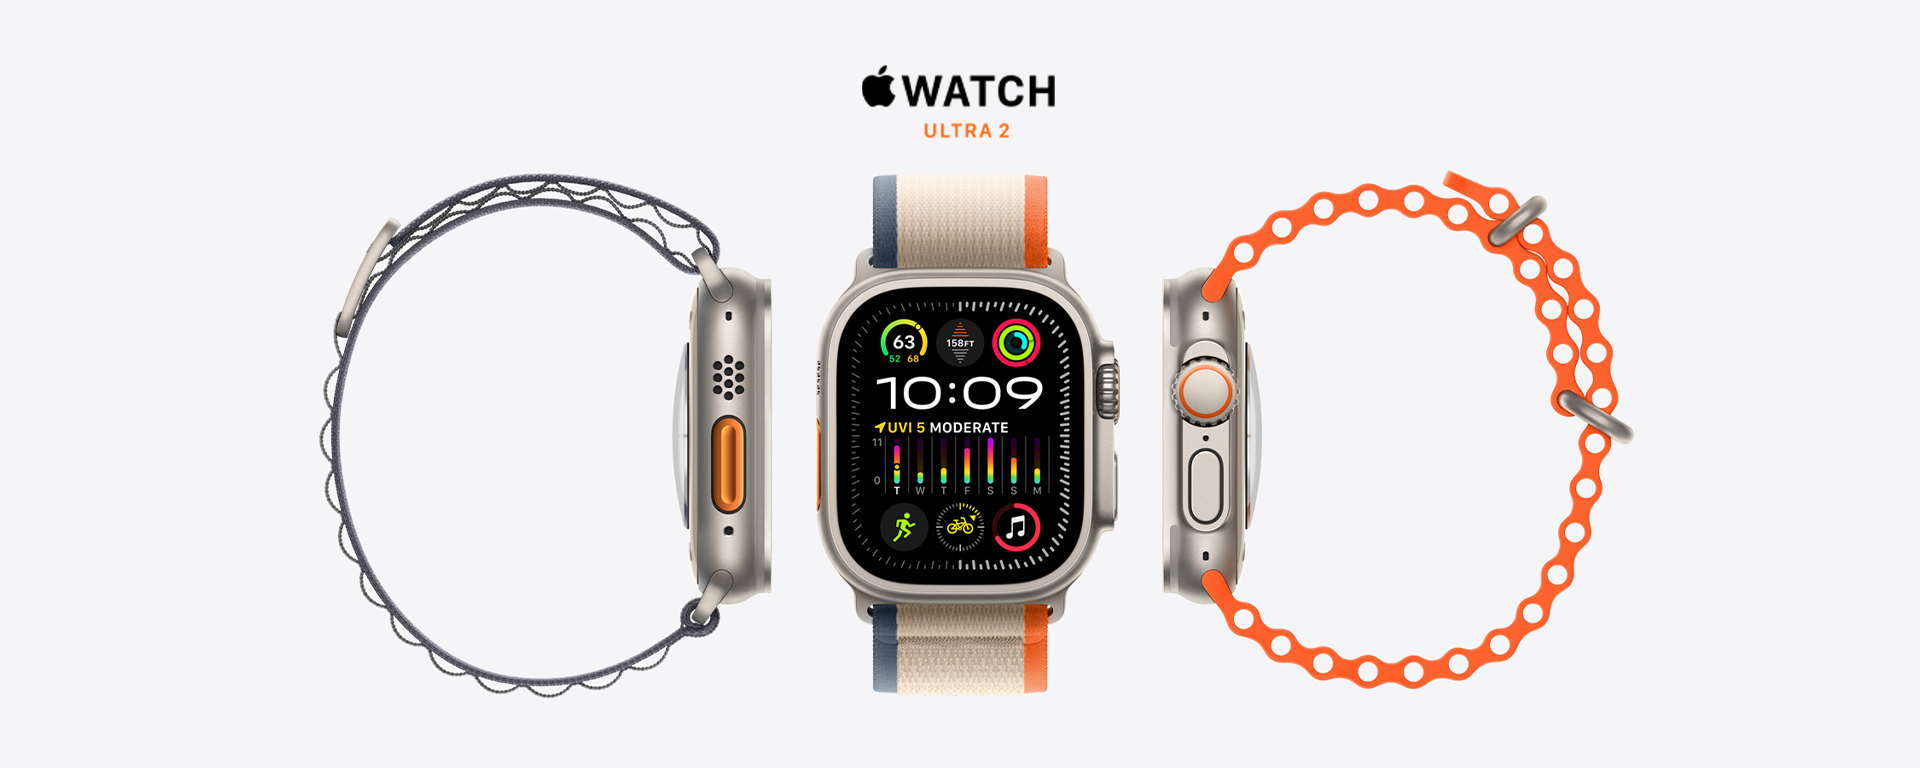 WATCH
ULTRA 2
63
52 68
158FT
10:09
UVI 5 MODERATE
11
0
T W T F S S M